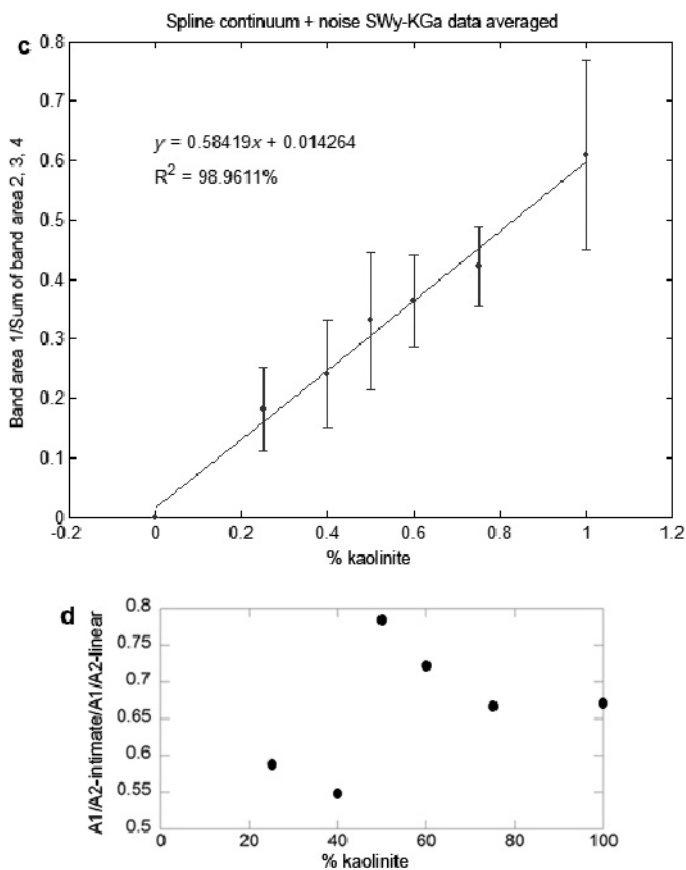 Spline continuum + noise SWy-KGa data averaged
c
0.8
0.7
0.6
0.5
0.4
0.3
0.2
0.1
0
Band area 1/Sum of band area 2, 3, 4
y = 0.58419x + 0.014264
R² = 98.9611%
-0.2 0 0.2 0.4 0.6 0.8 1 1.2
% kaolinite
d
0.8
0.75
0.7
0.65
0.6
0.55
0.5
A1/A2-intimate/A1/A2-linear
0 20 40 60 80 100
% kaolinite